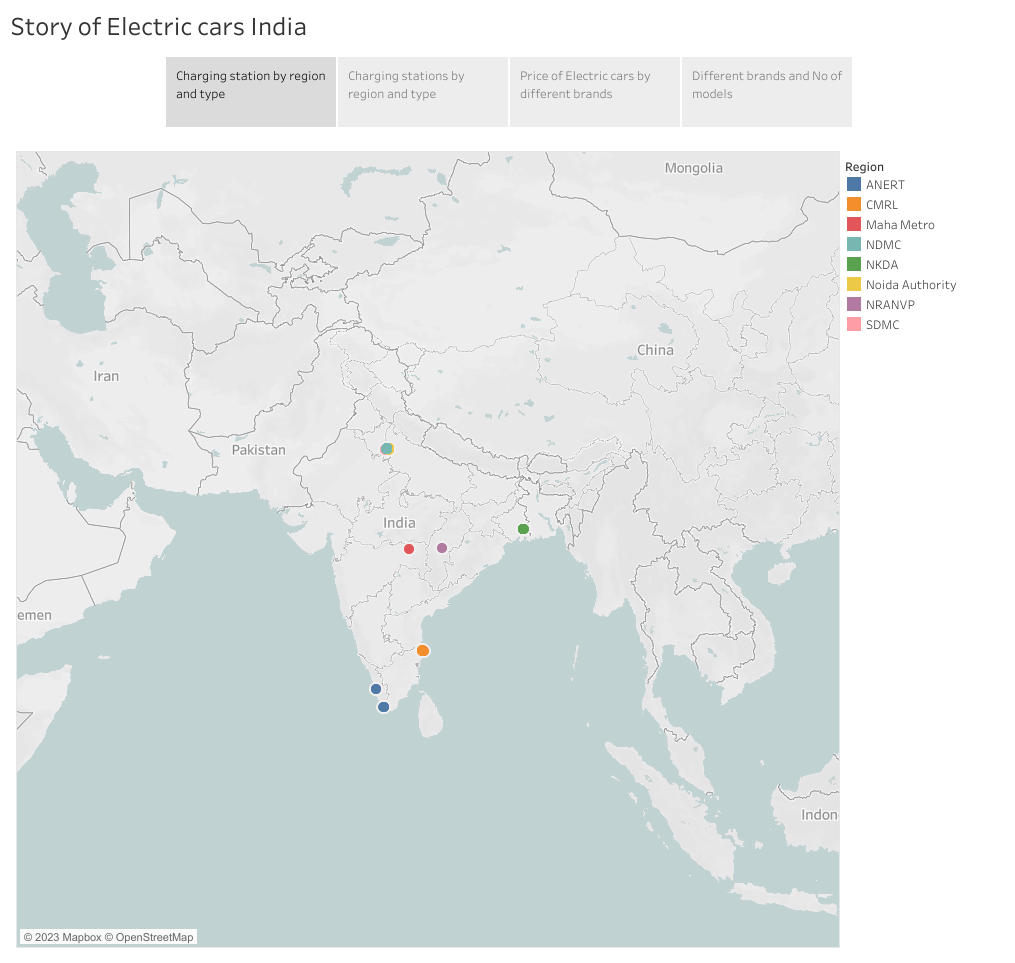 Story of Electric cars India
Charging station by region
and type
Charging stations by
region and type
Price of Electric cars by
different brands
Different brands and No of
models
Mongolia
China
Iran
Pakistan
India
emen
Indon
© 2023 Mapbox © OpenStreetMap
Region
ANERT
CMRL
Maha Metro
NDMC
NKDA
Noida Authority
NRANVP
SDMC